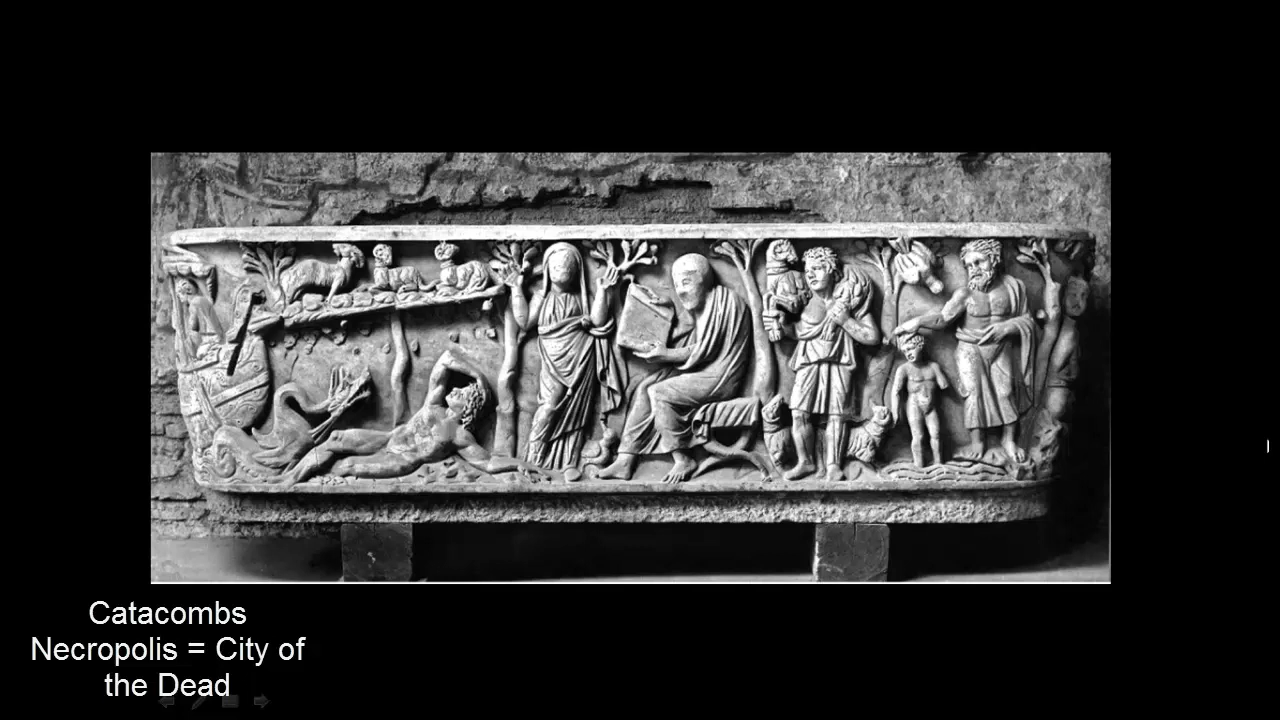 Catacombs
Necropolis = City of
the Dead